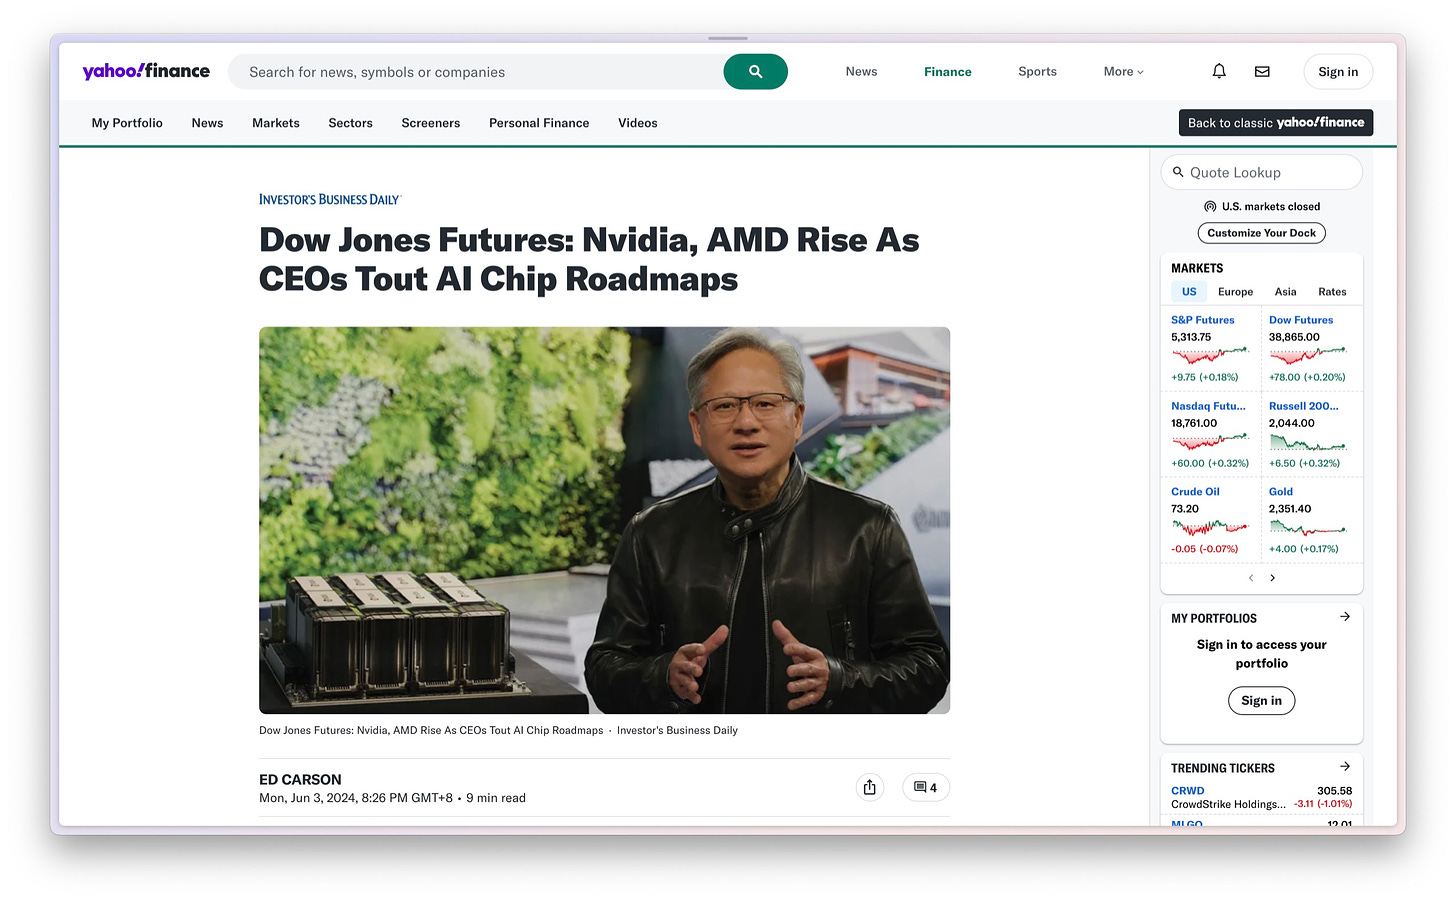 yahoo!finance
Search for news, symbols or companies
News
Finance
Sports
More
Sign in
My Portfolio
News
Markets
Sectors
Screeners
Personal Finance
Videos
Back to classic yahoo!finance
INVESTOR'S BUSINESS DAILY
Dow Jones Futures: Nvidia, AMD Rise As
CEOs Tout AI Chip Roadmaps
Dow Jones Futures: Nvidia, AMD Rise As CEOs Tout AI Chip Roadmaps · Investor's Business Daily
ED CARSON
Mon, Jun 3, 2024, 8:26 PM GMT+8 • 9 min read
4
Quote Lookup
U.S. markets closed
Customize Your Dock
MARKETS
US
Europe
Asia
Rates
S&P Futures
5,313.75
+9.75 (+0.18%)
Dow Futures
38,865.00
+78.00 (+0.20%)
Nasdaq Futu...
18,761.00
+60.00 (+0.32%)
Russell 200...
2,044.00
+6.50 (+0.32%)
Crude Oil
73.20
-0.05 (-0.07%)
Gold
2,351.40
+4.00 (+0.17%)
MY PORTFOLIOS
Sign in to access your
portfolio
Sign in
TRENDING TICKERS
CRWD 305.58
CrowdStrike Holdings... -3.11 (-1.01%)
12.01